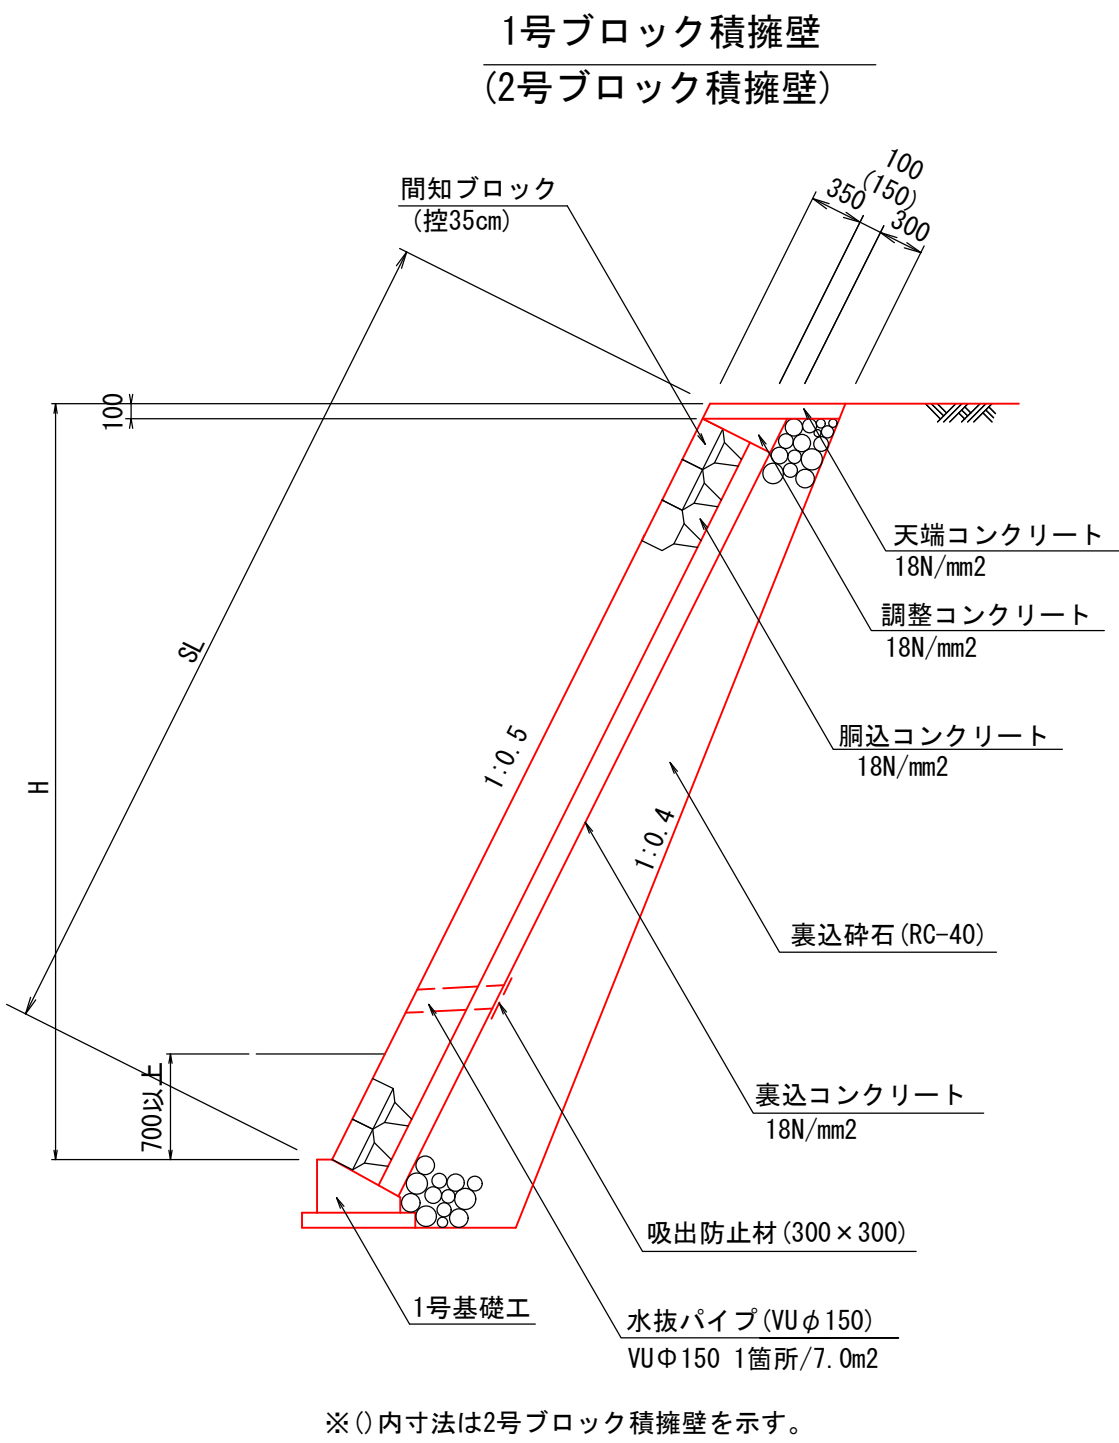 1号ブロック積擁壁
(2号ブロック積擁壁)
100
(150)
350
300
間知ブロック
(控35cm)
100
SL
H
天端コンクリート
18N/mm2
調整コンクリート
18N/mm2
胴込コンクリート
18N/mm2
1:0.5
1:0.4
裏込砕石(RC-40)
700以上
裏込コンクリート
18N/mm2
吸出防止材(300×300)
1号基礎工
水抜パイプ(VUφ150)
VUΦ150 1箇所/7.0m2
※()内寸法は2号ブロック積擁壁を示す。